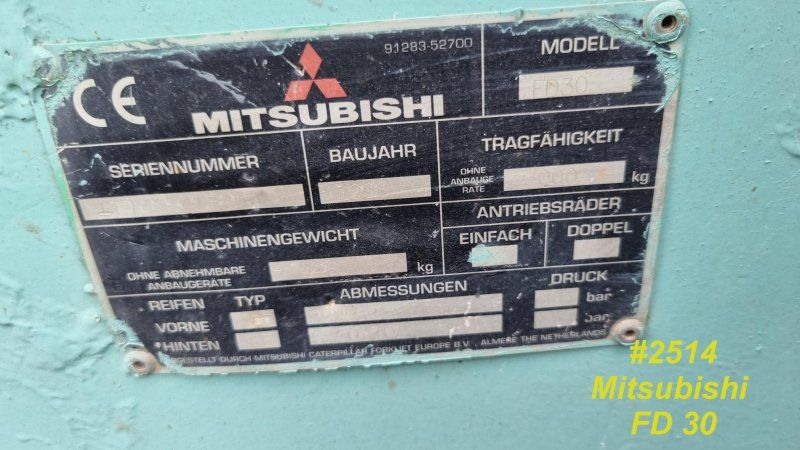 CE
91283-52700
MITSUBISHI
MODELL
FD30
SERIENNUMMER
BAUJAHR
TRAGFÄHIGKEIT
OHNE
ANBAUGE
RÄTE
kg
ANTRIEBSRÄDER
MASCHINENGEWICHT
EINFACH
DOPPEL
OHNE ABNEHMBARE
ANBAUGERÄTE
kg
REIFEN TYP ABMESSUNGEN DRUCK
VORNE bar
HINTEN bar
DURCH MITSUBISHI CATERPILLAR FORKLIFT EUROPE B.V., ALMERE THE NETHERLANDS
#2514
Mitsubishi
FD 30